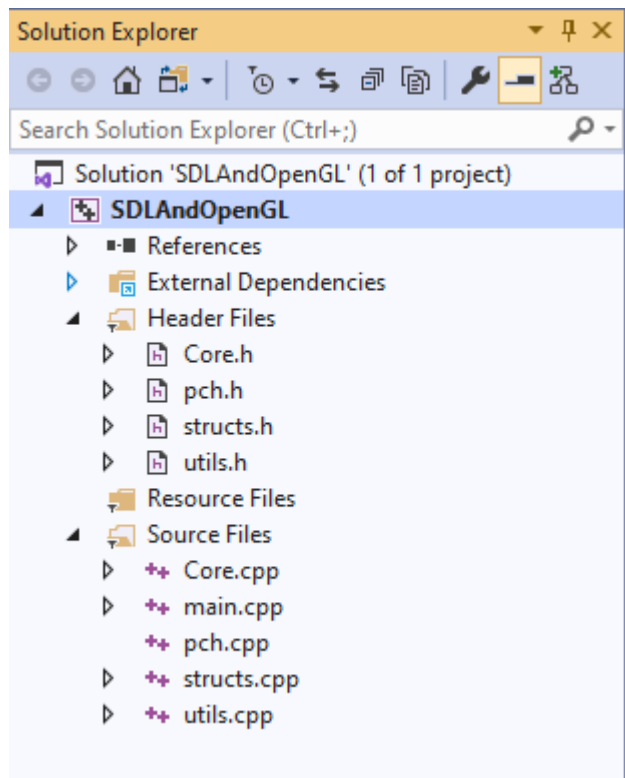 Solution Explorer
Search Solution Explorer (Ctrl+;)
Solution 'SDLAndOpenGL' (1 of 1 project)
SDLAndOpenGL
References
External Dependencies
Header Files
Core.h
pch.h
structs.h
utils.h
Resource Files
Source Files
Core.cpp
main.cpp
pch.cpp
structs.cpp
utils.cpp